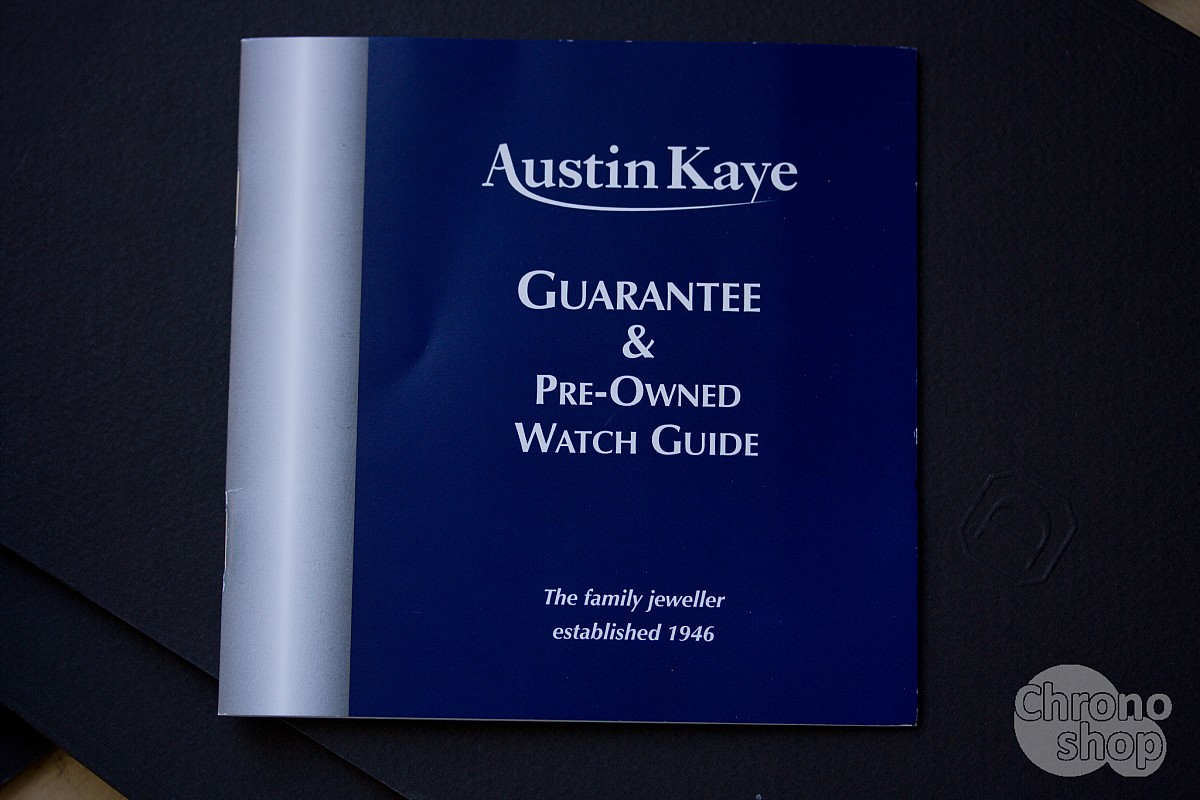 Austin Kaye
GUARANTEE
&
PRE-OWNED
WATCH GUIDE
The family jeweller
established 1946
Chrono
shop